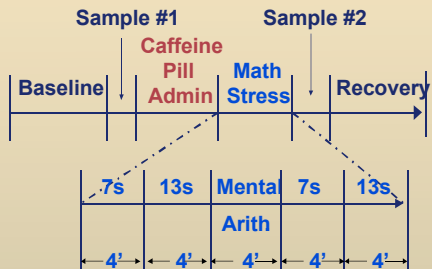 Sample #1
Sample #2
Caffeine
Pill
Admin
Baseline
Math
Stress
Recovery
7s
13s
Mental
Arith
7s
13s
4’
4’
4’
4’
4’